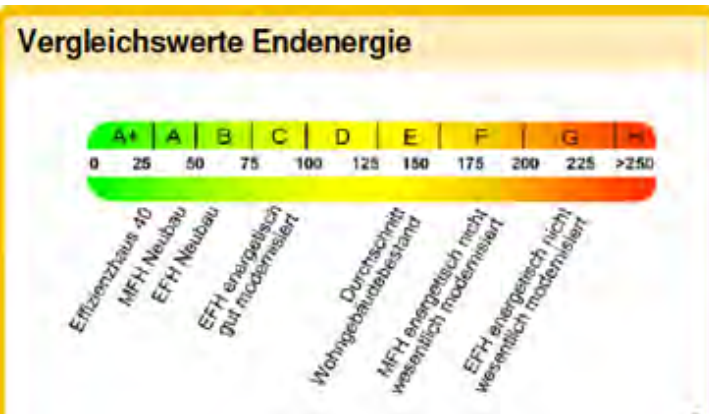 Vergleichswerte Endenergie
A+ A B C D E F G H
0 25 50 75 100 125 150 175 200 225 >250
Effizienzhaus 40
MFH Neubau
EFH Neubau
EFH energetisch
gut modernisiert
Durchschnitt
Wohngebäudebestand
MFH energetisch nicht
wesentlich modernisiert
EFH energetisch nicht
wesentlich modernisiert